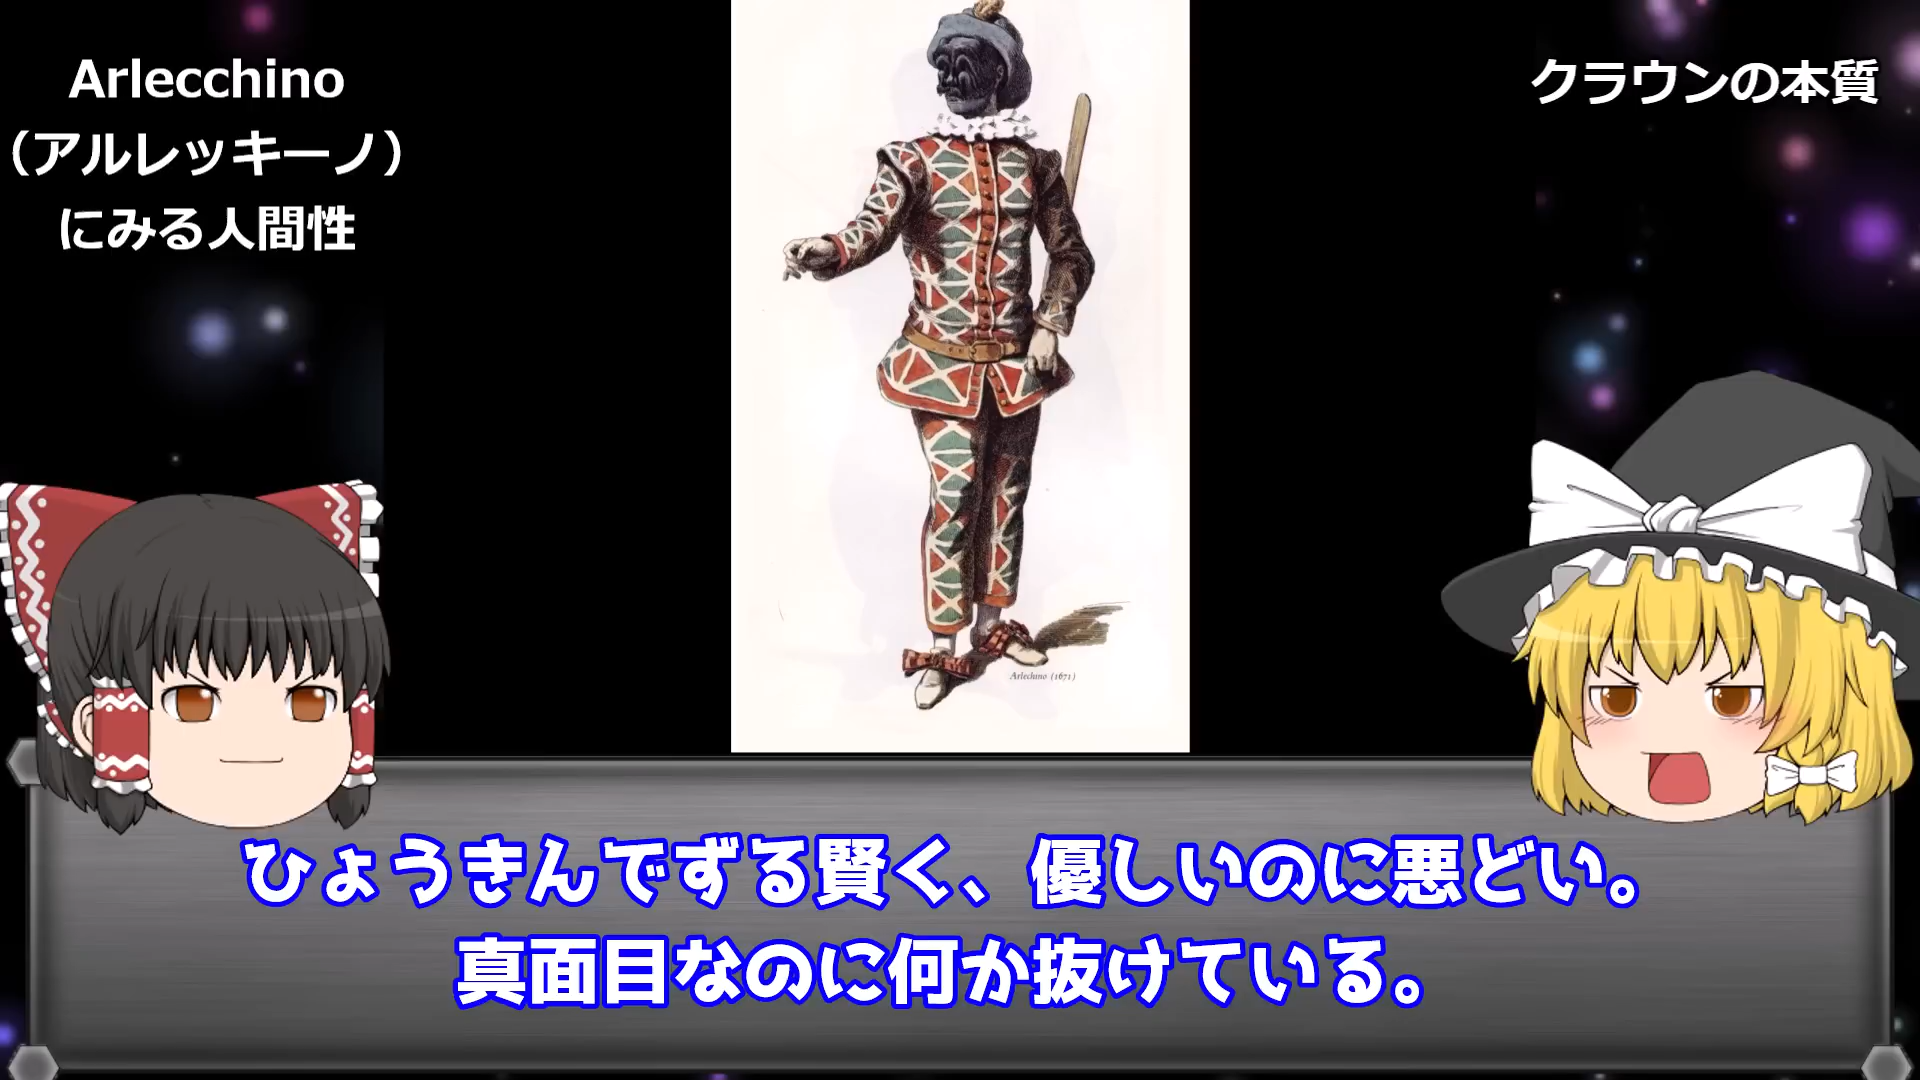 Arlecchino
（アルレッキーノ）
にみる人間性
クラウンの本質
Arlechino (1671)
ひょうきんでずる賢く、優しいのに悪どい。
真面目なのに何か抜けている。